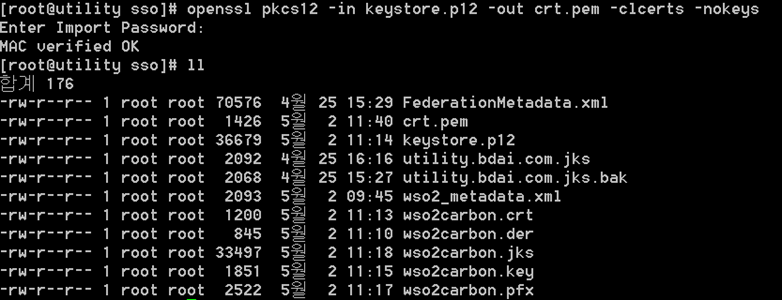 [root@utility sso]# openssl pkcs12 -in keystore.p12 -out crt.pem -clcerts -nokeys
Enter Import Password:
MAC verified OK
[root@utility sso]# ll
합계 176
-rw-r--r-- 1 root root 70576  4월  25 15:29 FederationMetadata.xml
-rw-r--r-- 1 root root  1426  5월   2 11:40 crt.pem
-rw-r--r-- 1 root root 36679  5월   2 11:14 keystore.p12
-rw-r--r-- 1 root root  2092  4월  25 16:16 utility.bdai.com.jks
-rw-r--r-- 1 root root  2068  4월  25 15:27 utility.bdai.com.jks.bak
-rw-r--r-- 1 root root  2093  5월   2 09:45 wso2_metadata.xml
-rw-r--r-- 1 root root  1200  5월   2 11:13 wso2carbon.crt
-rw-r--r-- 1 root root   845  5월   2 11:10 wso2carbon.der
-rw-r--r-- 1 root root 33497  5월   2 11:18 wso2carbon.jks
-rw-r--r-- 1 root root  1851  5월   2 11:15 wso2carbon.key
-rw-r--r-- 1 root root  2522  5월   2 11:17 wso2carbon.pfx